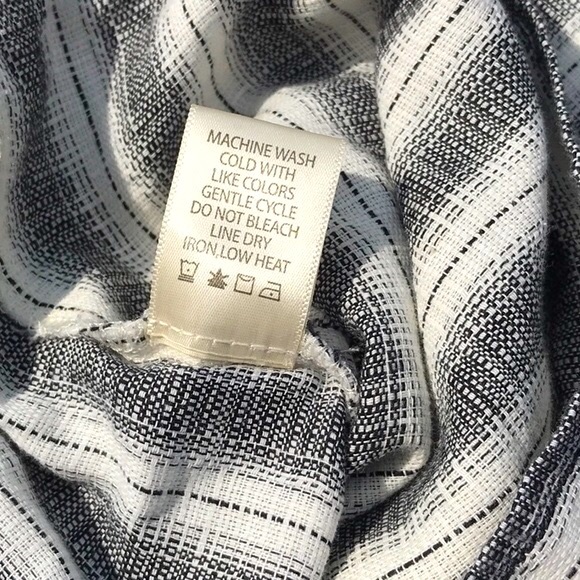 MACHINE WASH
COLD WITH
LIKE COLORS
GENTLE CYCLE
DO NOT BLEACH
LINE DRY
IRON,LOW HEAT